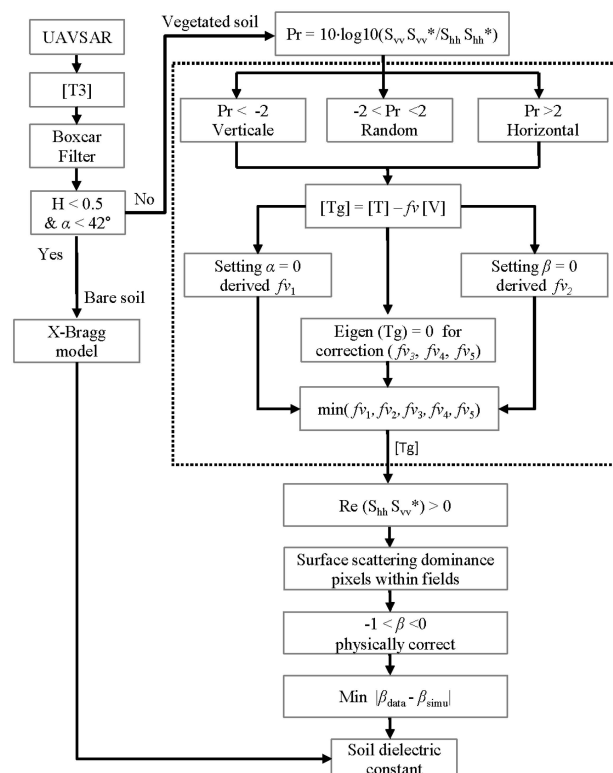 Vegetated soil
UAVSAR
Pr = 10·log10(Svv Svv*/Shh Shh*)
[T3]
Pr < -2
Verticale
-2 < Pr <2
Random
Pr >2
Horizontal
Boxcar
Filter
No
H < 0.5
& α < 42°
[Tg] = [T] – fv [V]
Yes
Setting α = 0
derived fv1
Setting β = 0
derived fv2
Bare soil
X-Bragg
model
Eigen (Tg) = 0 for
correction ( fv3, fv4, fv5)
min( fv1, fv2, fv3, fv4, fv5)
[Tg]
Re (Shh Svv*) > 0
Surface scattering dominance
pixels within fields
-1 < β <0
physically correct
Min |βdata - βsimu|
Soil dielectric
constant